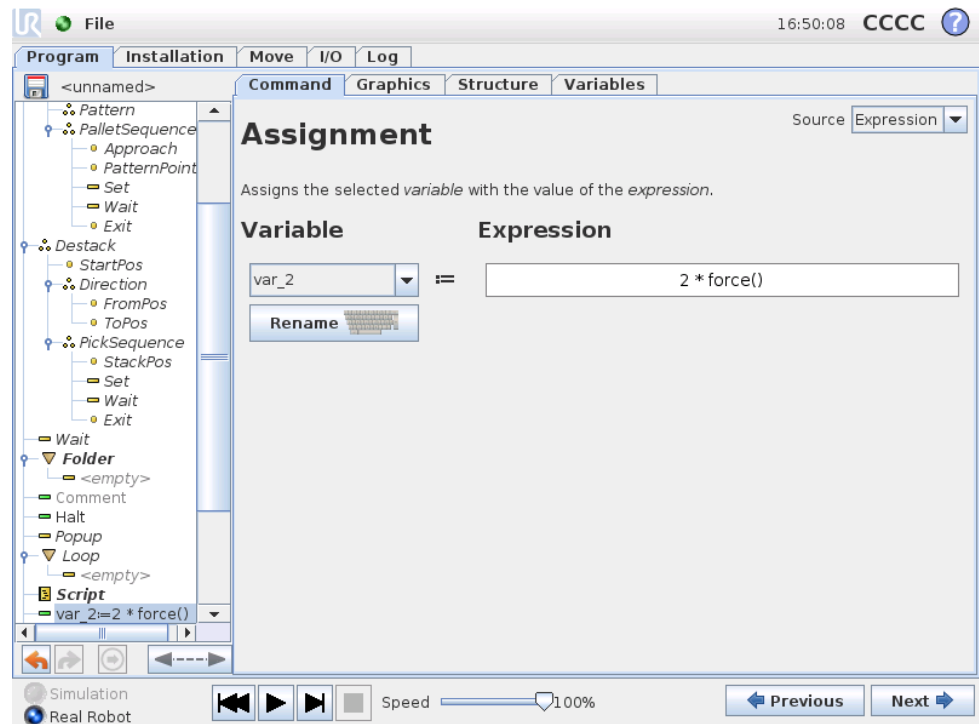 UR File 16:50:08 CCCC ?
Program Installation Move I/O Log
<unnamed>
Command Graphics Structure Variables
Pattern
PalletSequence
Approach
PatternPoint
Set
Wait
Exit
Destack
StartPos
Direction
FromPos
ToPos
PickSequence
StackPos
Set
Wait
Exit
Wait
Folder
<empty>
Comment
Halt
Popup
Loop
<empty>
Script
var_2:=2 * force()
Assignment
Source Expression
Assigns the selected variable with the value of the expression.
Variable Expression
var_2 := 2 * force()
Rename
Simulation
Real Robot
Speed 100%
Previous Next